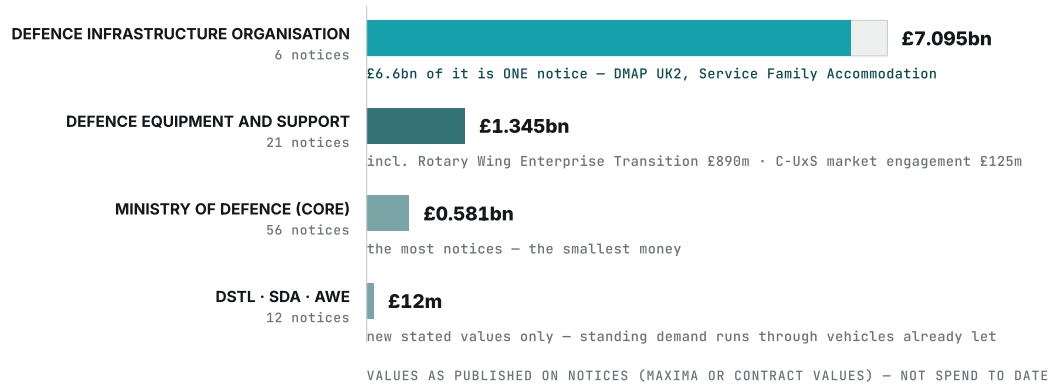 DEFENCE INFRASTRUCTURE ORGANISATION
6 notices
£7.095bn
£6.6bn of it is ONE notice — DMAP UK2, Service Family Accommodation
DEFENCE EQUIPMENT AND SUPPORT
21 notices
£1.345bn
incl. Rotary Wing Enterprise Transition £890m · C-UxS market engagement £125m
MINISTRY OF DEFENCE (CORE)
56 notices
£0.581bn
the most notices — the smallest money
DSTL · SDA · AWE
12 notices
£12m
new stated values only — standing demand runs through vehicles already let
VALUES AS PUBLISHED ON NOTICES (MAXIMA OR CONTRACT VALUES) — NOT SPEND TO DATE